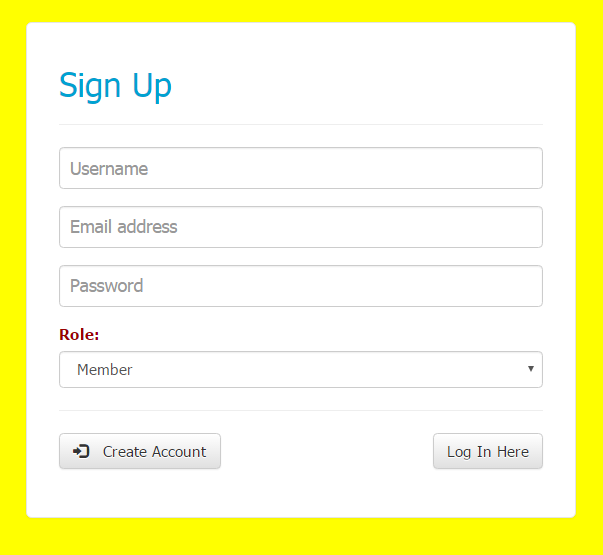 Sign Up
Username
Email address
Password
Role:
Member
Create Account
Log In Here